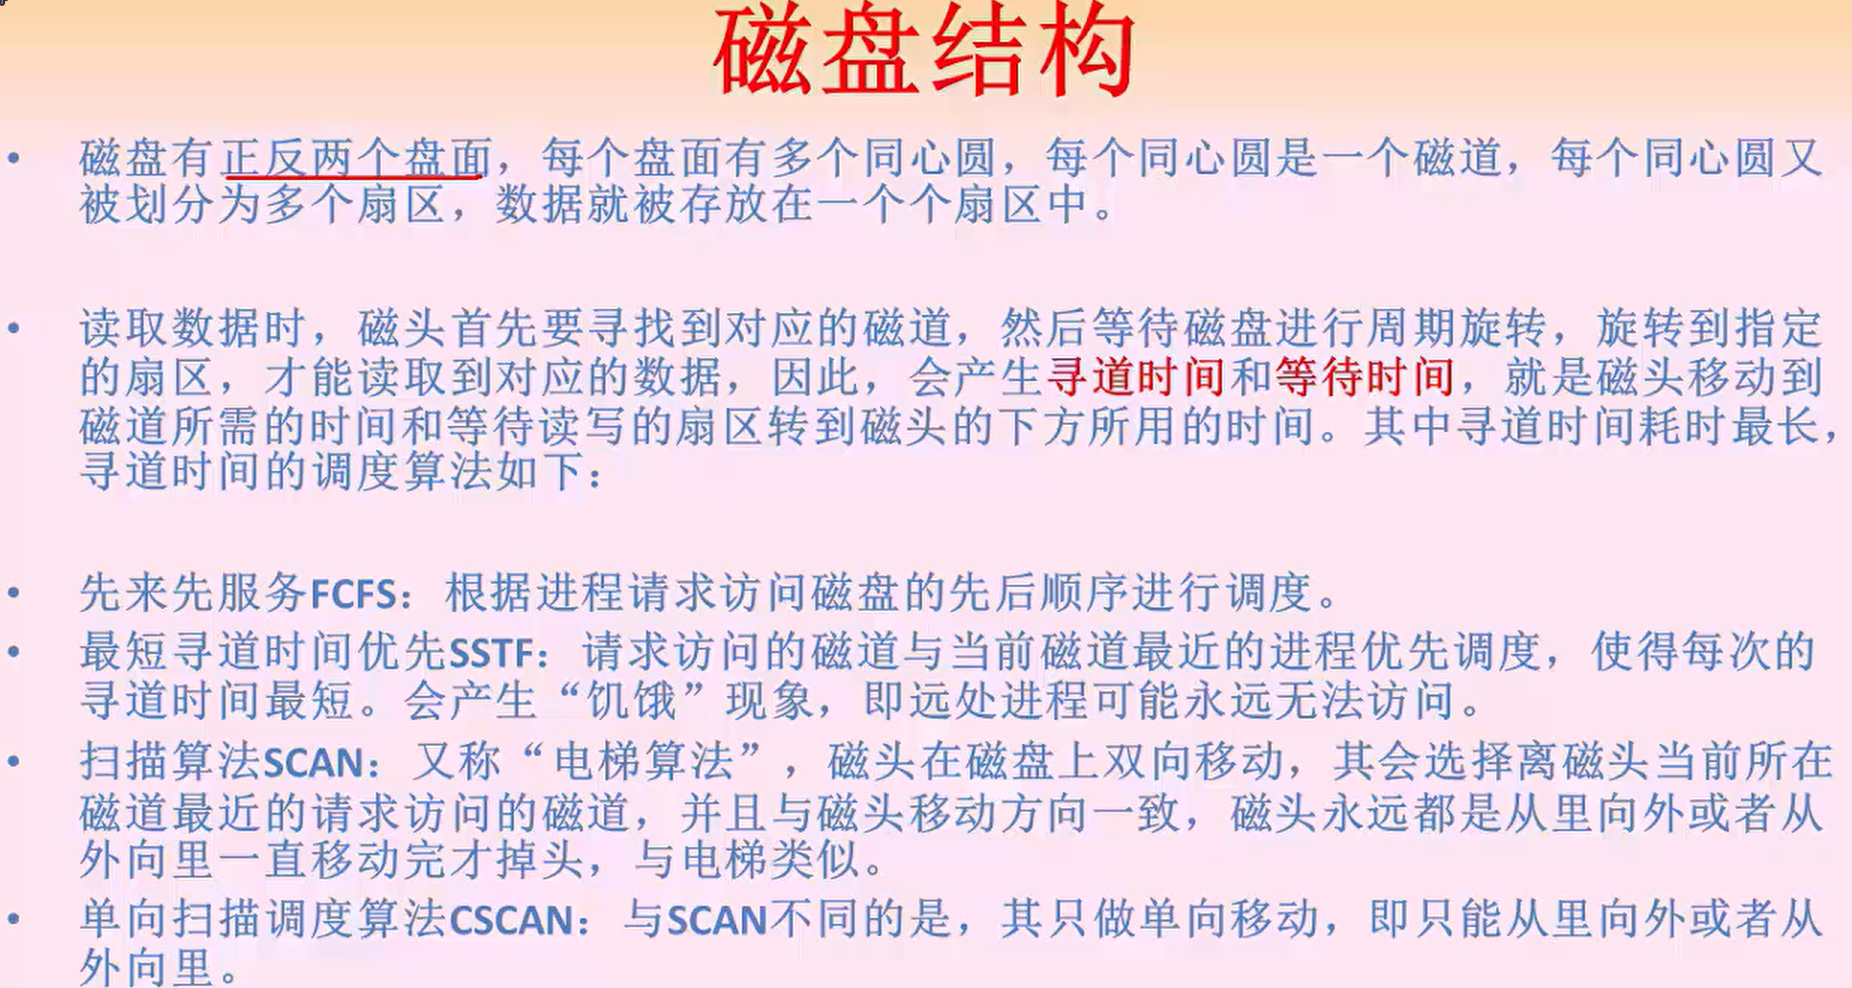 磁盘结构
• 磁盘有正反两个盘面，每个盘面有多个同心圆，每个同心圆是一个磁道，每个同心圆又
被划分为多个扇区，数据就被存放在一个个扇区中。
• 读取数据时，磁头首先要寻找到对应的磁道，然后等待磁盘进行周期旋转，旋转到指定
的扇区，才能读取到对应的数据，因此，会产生寻道时间和等待时间，就是磁头移动到
磁道所需的时间和等待读写的扇区转到磁头的下方所用的时间。其中寻道时间耗时最长，
寻道时间的调度算法如下：
• 先来先服务FCFS：根据进程请求访问磁盘的先后顺序进行调度。
• 最短寻道时间优先SSTF：请求访问的磁道与当前磁道最近的进程优先调度，使得每次的
寻道时间最短。会产生“饥饿”现象，即远处进程可能永远无法访问。
• 扫描算法SCAN：又称“电梯算法”，磁头在磁盘上双向移动，其会选择离磁头当前所在
磁道最近的请求访问的磁道，并且与磁头移动方向一致，磁头永远都是从里向外或者从
外向里一直移动完才掉头，与电梯类似。
• 单向扫描调度算法CSCAN：与SCAN不同的是，其只做单向移动，即只能从里向外或者从
外向里。